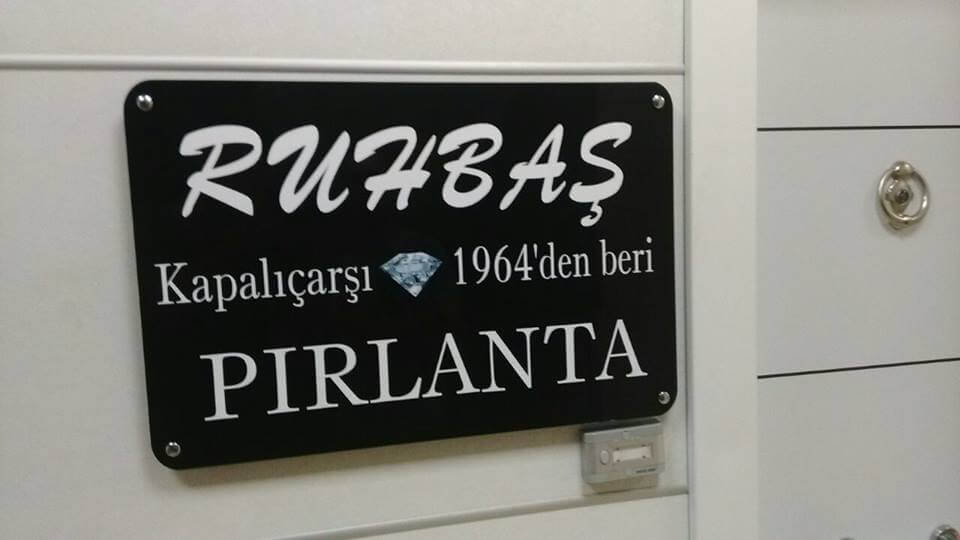 RUHBAŞ
Kapalıçarşı 1964'den beri
PIRLANTA